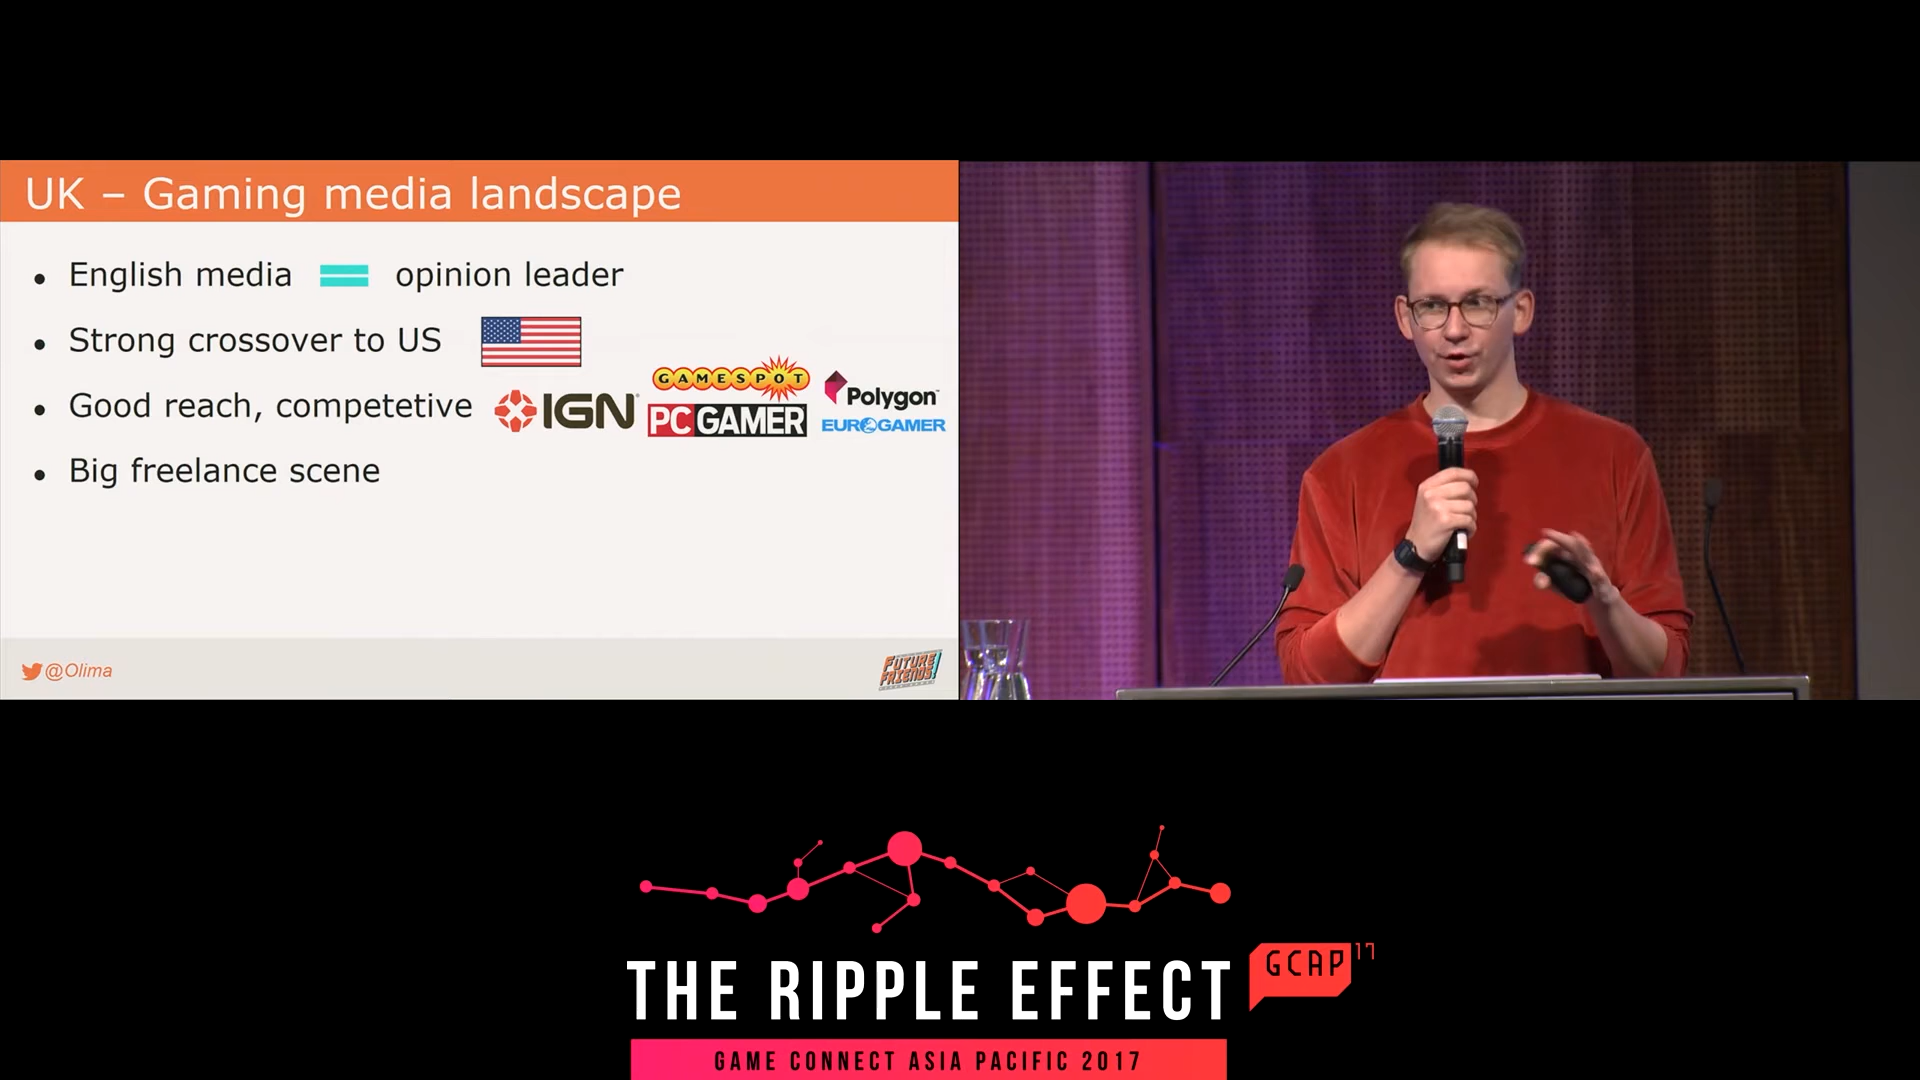 UK – Gaming media landscape
• English media = opinion leader
• Strong crossover to US
• Good reach, competetive
IGN
GAMESPOT
PC GAMER
Polygon
EUROGAMER
• Big freelance scene
@Olima
FUTURE FRIENDS!
THE RIPPLE EFFECT
GCAP 17
GAME CONNECT ASIA PACIFIC 2017